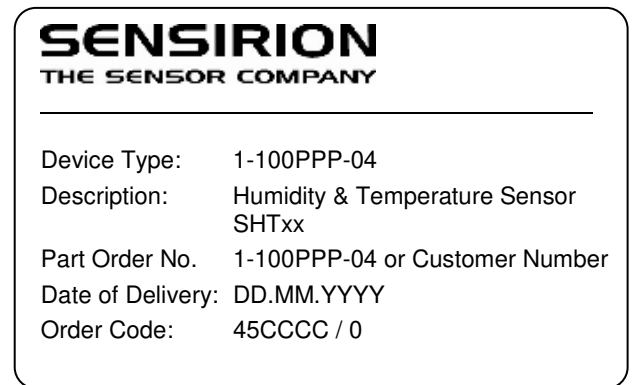 SENSIRION
THE SENSOR COMPANY
Device Type: 1-100PPP-04
Description: Humidity & Temperature Sensor
SHTxx
Part Order No. 1-100PPP-04 or Customer Number
Date of Delivery: DD.MM.YYYY
Order Code: 45CCCC / 0